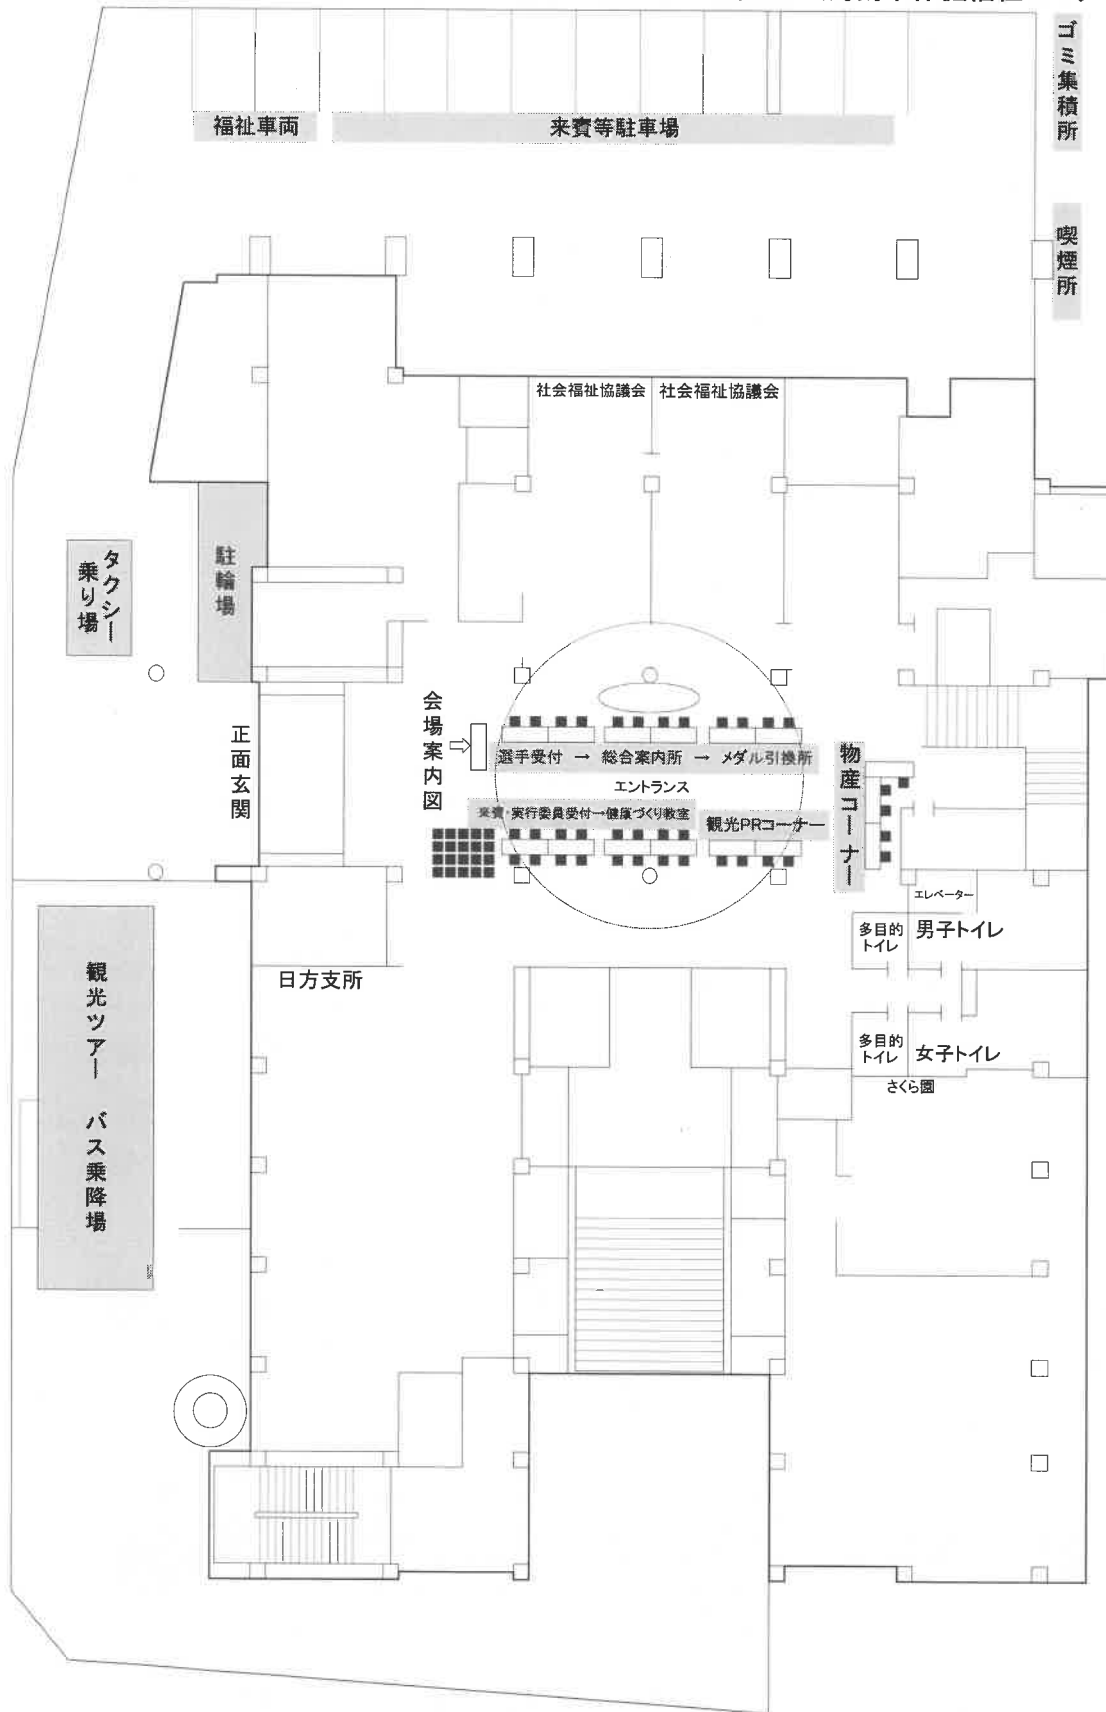 ゴミ集積所
福祉車両
来賓等駐車場
喫煙所
社会福祉協議会
社会福祉協議会
タクシー
乗り場
駐輪場
正面玄関
会場案内図
⇨
選手受付 → 総合案内所 → メダル引換所
エントランス
来賓・実行委員受付→健康づくり教室
観光PRコーナー
物産コーナー
エレベーター
多目的
トイレ
男子トイレ
日方支所
観光ツアー バス乗降場
多目的
トイレ
女子トイレ
さくら園